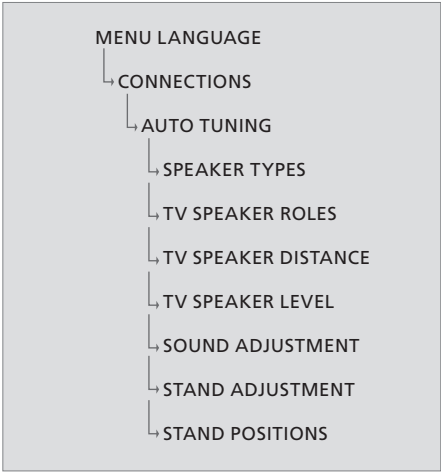 MENU LANGUAGE
CONNECTIONS
AUTO TUNING
SPEAKER TYPES
TV SPEAKER ROLES
TV SPEAKER DISTANCE
TV SPEAKER LEVEL
SOUND ADJUSTMENT
STAND ADJUSTMENT
STAND POSITIONS